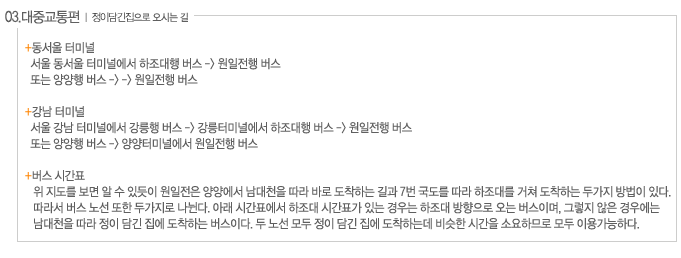 03.대중교통편 | 정이담긴집으로 오시는 길
+동서울 터미널
서울 동서울 터미널에서 하조대행 버스 -> 원일전행 버스
또는 양양행 버스 -> -> 원일전행 버스
+강남 터미널
서울 강남 터미널에서 강릉행 버스 -> 강릉터미널에서 하조대행 버스 -> 원일전행 버스
또는 양양행 버스 -> 양양터미널에서 원일전행 버스
+버스 시간표
위 지도를 보면 알 수 있듯이 원일전은 양양에서 남대천을 따라 바로 도착하는 길과 7번 국도를 따라 하조대를 거쳐 도착하는 두가지 방법이 있다.
따라서 버스 노선 또한 두가지로 나뉜다. 아래 시간표에서 하조대 시간표가 있는 경우는 하조대 방향으로 오는 버스이며, 그렇지 않은 경우에는
남대천을 따라 정이 담긴 집에 도착하는 버스이다. 두 노선 모두 정이 담긴 집에 도착하는데 비슷한 시간을 소요하므로 모두 이용가능하다.